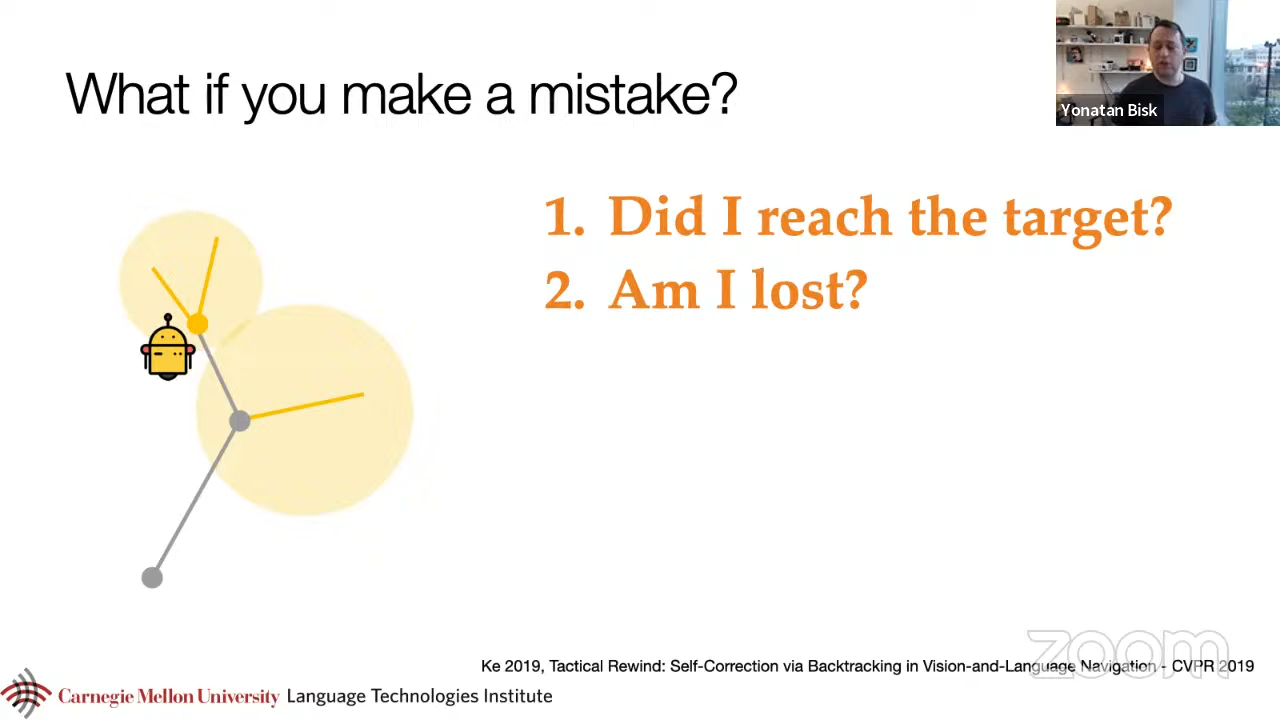 What if you make a mistake?
Yonatan Bisk
1. Did I reach the target?
2. Am I lost?
zoom
Ke 2019, Tactical Rewind: Self-Correction via Backtracking in Vision-and-Language Navigation - CVPR 2019
Carnegie Mellon University Language Technologies Institute